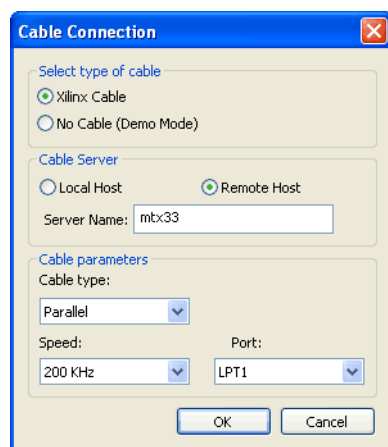 Cable Connection
Select type of cable
Xilinx Cable
No Cable (Demo Mode)
Cable Server
Local Host Remote Host
Server Name: mtx33
Cable parameters
Cable type:
Parallel
Speed: Port:
200 KHz LPT1
OK Cancel